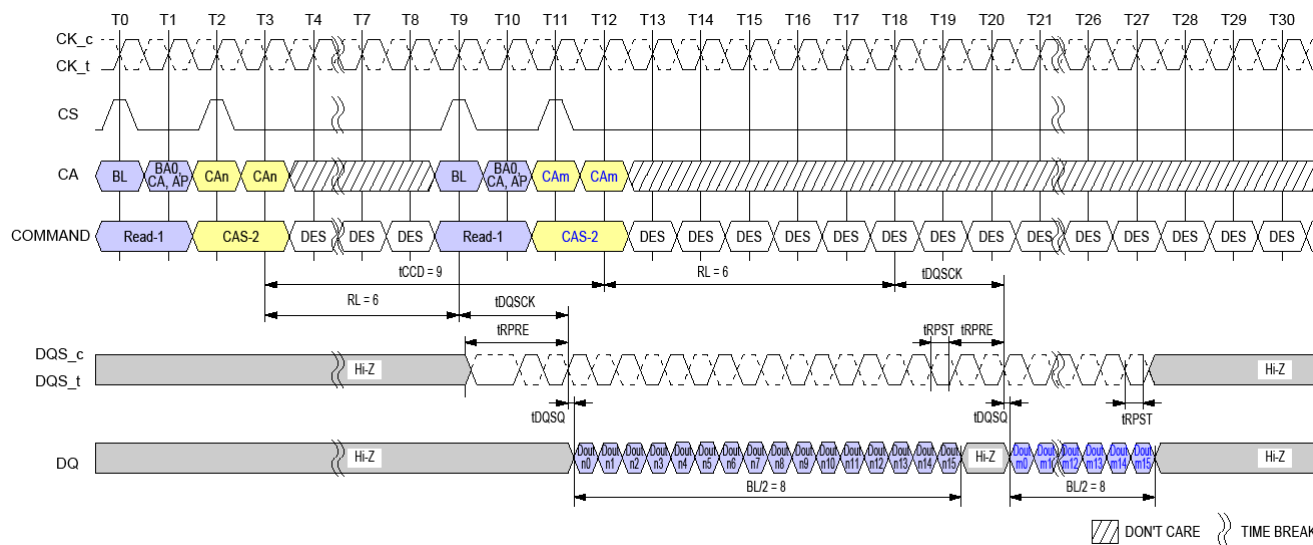 T0 T1 T2 T3 T4 T7 T8 T9 T10 T11 T12 T13 T14 T15 T16 T17 T18 T19 T20 T21 T26 T27 T28 T29 T30
CK_c
CK_t
CS
CA BL BA0, CA, AP CAn CAn BL BA0, CA, AP CAm CAm
COMMAND Read-1 CAS-2 DES DES DES Read-1 CAS-2 DES DES DES DES DES DES DES DES DES DES DES DES DES DES
tCCD = 9 RL = 6 tDQSCK
RL = 6 tDQSCK
tRPRE tRPST tRPRE
DQS_c
DQS_t
Hi-Z Hi-Z
tDQSQ tDQSQ tRPST
DQ Hi-Z Dout n0 Dout n1 Dout n2 Dout n3 Dout n4 Dout n5 Dout n6 Dout n7 Dout n8 Dout n9 Dout n10 Dout n11 Dout n12 Dout n13 Dout n14 Dout n15 Hi-Z Dout m0 Dout m1 Dout m12 Dout m13 Dout m14 Dout m15 Hi-Z
BL/2 = 8 BL/2 = 8
DON'T CARE TIME BREAK